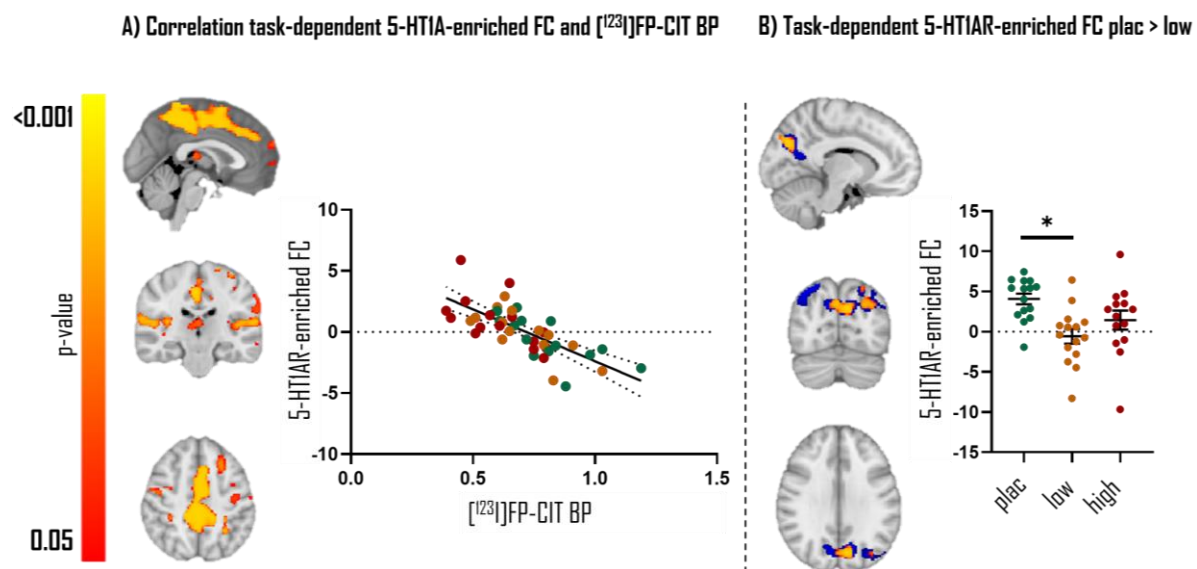 A) Correlation task-dependent 5-HT1A-enriched FC and [¹²³I]FP-CIT BP
<0.001
p-value
0.05
5-HT1AR-enriched FC
10
5
0
-5
-10
0.0
0.5
1.0
1.5
[¹²³I]FP-CIT BP
B) Task-dependent 5-HT1AR-enriched FC plac > low
5-HT1AR-enriched FC
15
10
5
0
-5
-10
-15
*
plac
low
high